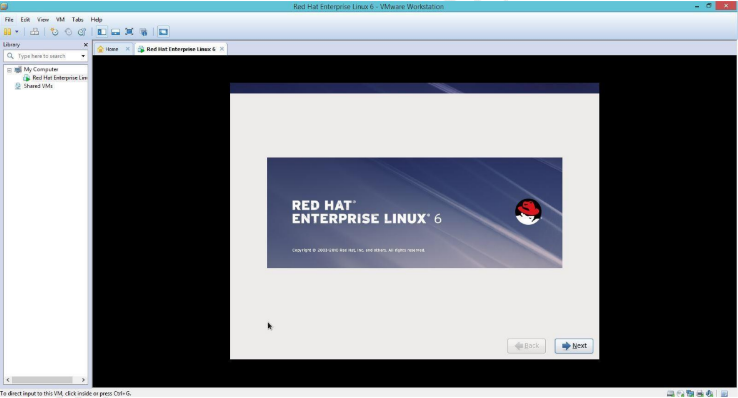 Red Hat Enterprise Linux 6 - VMware Workstation
File Edit View VM Tabs Help
Library
Home
Red Hat Enterprise Linux 6
Type here to search
My Computer
Red Hat Enterprise Lin
Shared VMs
RED HAT®
ENTERPRISE LINUX® 6
Copyright © 2003-2015 Red Hat, Inc. and others. All rights reserved.
Back
Next
To direct input to this VM, click inside or press Ctrl+G.